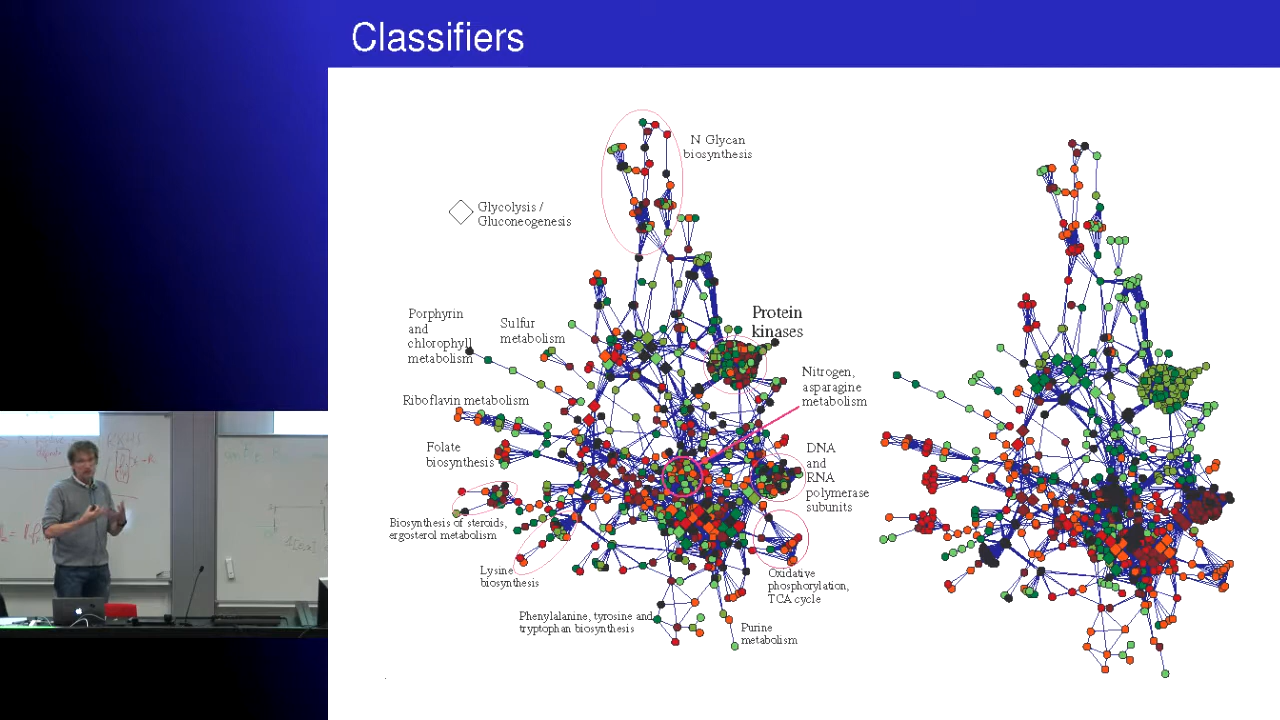 Classifiers
N Glycan
biosynthesis
Glycolysis /
Gluconeogenesis
Porphyrin
and
chlorophyll
metabolism
Sulfur
metabolism
Protein
kinases
Nitrogen,
asparagine
metabolism
Riboflavin metabolism
Folate
biosynthesis
DNA
and
RNA
polymerase
subunits
Biosynthesis of steroids,
ergosterol metabolism
Lysine
biosynthesis
Oxidative
phosphorylation,
TCA cycle
Phenylalanine, tyrosine and
tryptophan biosynthesis
Purine
metabolism
RKHS